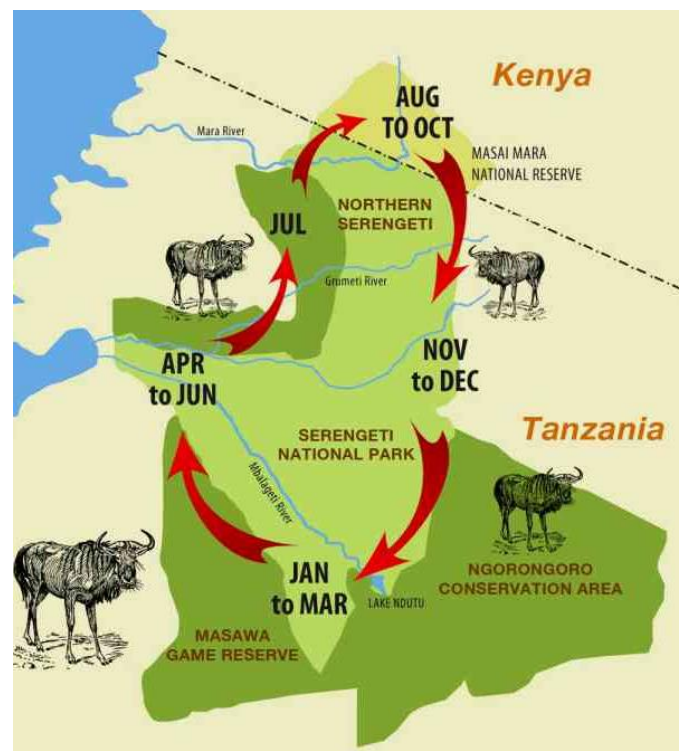 Kenya
AUG
TO OCT
Mara River
MASAI MARA
NATIONAL RESERVE
NORTHERN
SERENGETI
JUL
Grumeti River
APR
to JUN
NOV
to DEC
SERENGETI
NATIONAL PARK
Tanzania
Mbalageti River
JAN
to MAR
LAKE NDUTU
NGORONGORO
CONSERVATION AREA
MASAWA
GAME RESERVE